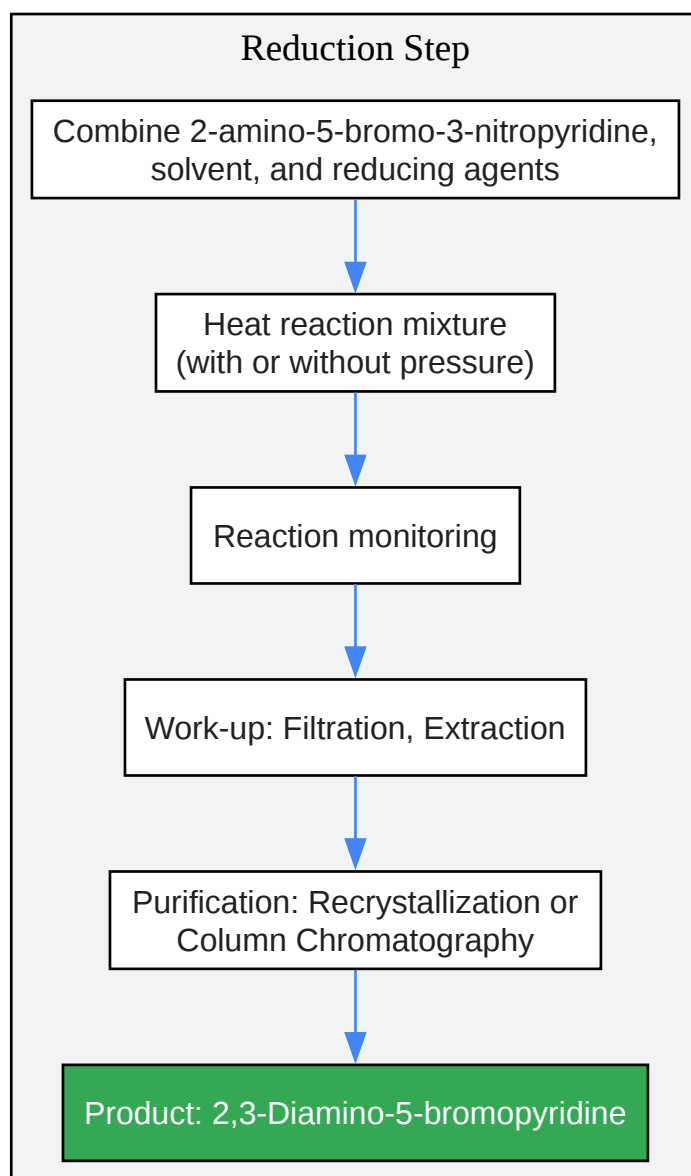 Reduction Step
Combine 2-amino-5-bromo-3-nitropyridine,
solvent, and reducing agents
Heat reaction mixture
(with or without pressure)
Reaction monitoring
Work-up: Filtration, Extraction
Purification: Recrystallization or
Column Chromatography
Product: 2,3-Diamino-5-bromopyridine